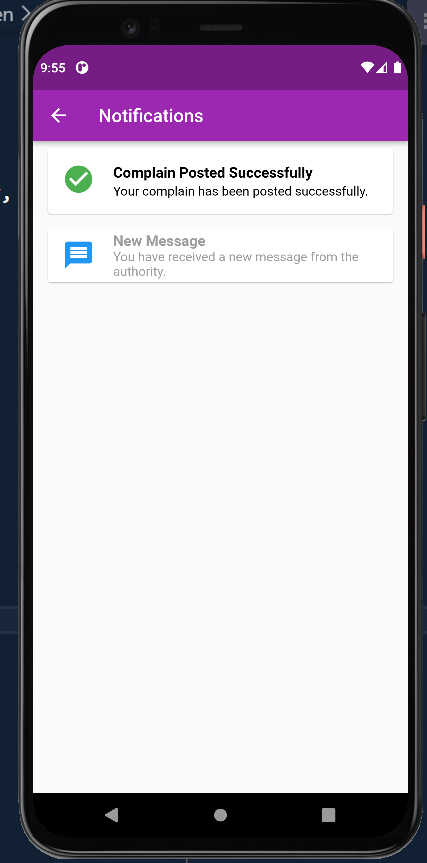 en
9:55
Notifications
Complain Posted Successfully
Your complain has been posted successfully.
New Message
You have received a new message from the
authority.
,